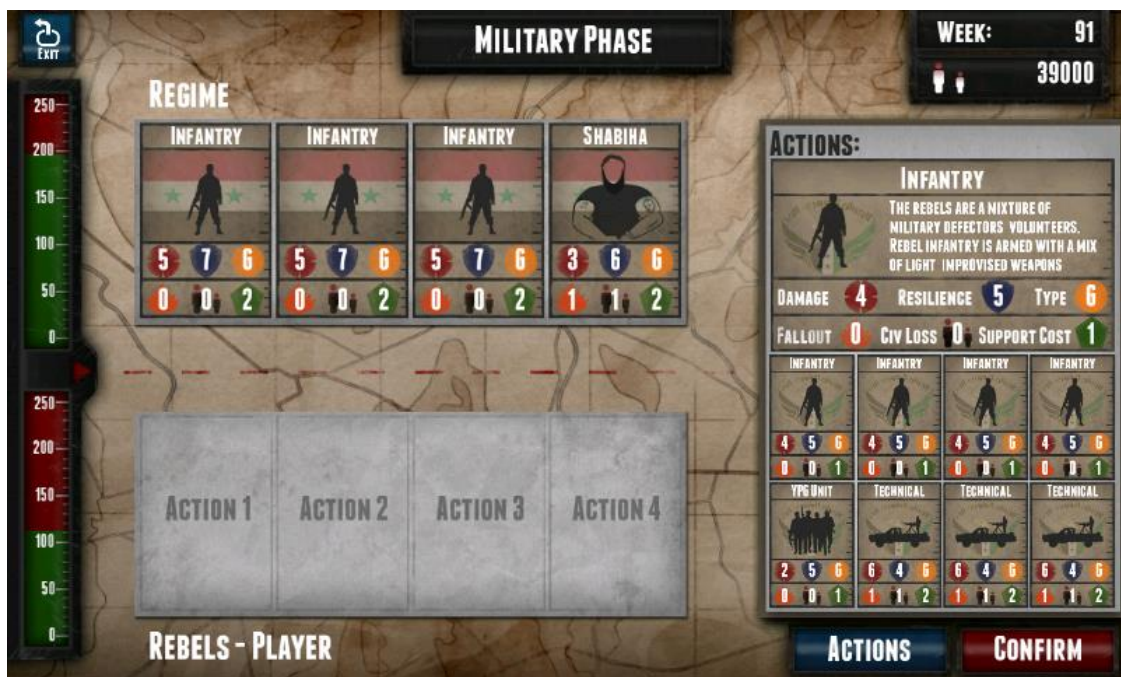 Exit
Military Phase
Week: 91
39000
Regime
250
200
150
100
50
0
250
200
150
100
50
0
Infantry
Infantry
Infantry
Shabiha
5 7 6
5 7 6
5 7 6
3 6 6
0 0 2
0 0 2
0 0 2
1 1 2
Action 1
Action 2
Action 3
Action 4
Rebels - Player
Actions:
Infantry
The rebels are a mixture of
military defectors volunteers.
Rebel infantry is armed with a mix
of light improvised weapons
Damage 4 Resilience 5 Type 6
Fallout 0 Civ Loss 0 Support Cost 1
Infantry
Infantry
Infantry
Infantry
4 5 6
4 5 6
4 5 6
4 5 6
0 0 1
0 0 1
0 0 1
0 0 1
YPG Unit
Technical
Technical
Technical
2 5 6
6 4 6
6 4 6
6 4 6
0 0 1
1 1 2
1 1 2
1 1 2
Actions
Confirm